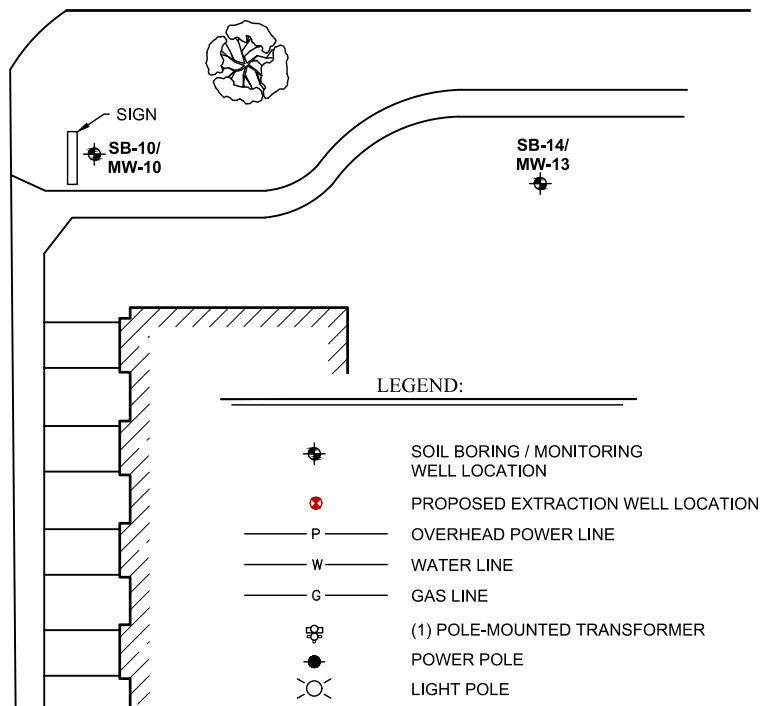 SIGN
SB-10/
MW-10
SB-14/
MW-13
LEGEND:
SOIL BORING / MONITORING
WELL LOCATION
PROPOSED EXTRACTION WELL LOCATION
P OVERHEAD POWER LINE
W WATER LINE
G GAS LINE
(1) POLE-MOUNTED TRANSFORMER
POWER POLE
LIGHT POLE